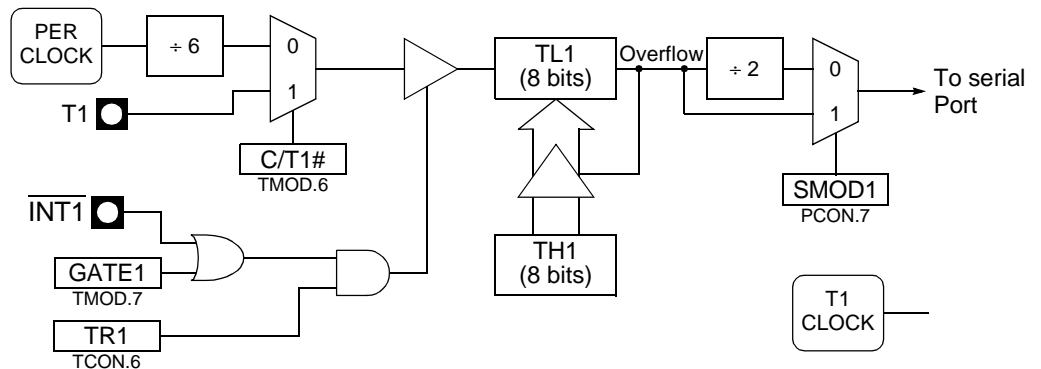 PER
CLOCK
÷ 6
0
1
T1
C/T1#
TMOD.6
TL1
(8 bits)
Overflow
÷ 2
0
1
To serial
Port
SMOD1
PCON.7
INT1
GATE1
TMOD.7
TR1
TCON.6
TH1
(8 bits)
T1
CLOCK